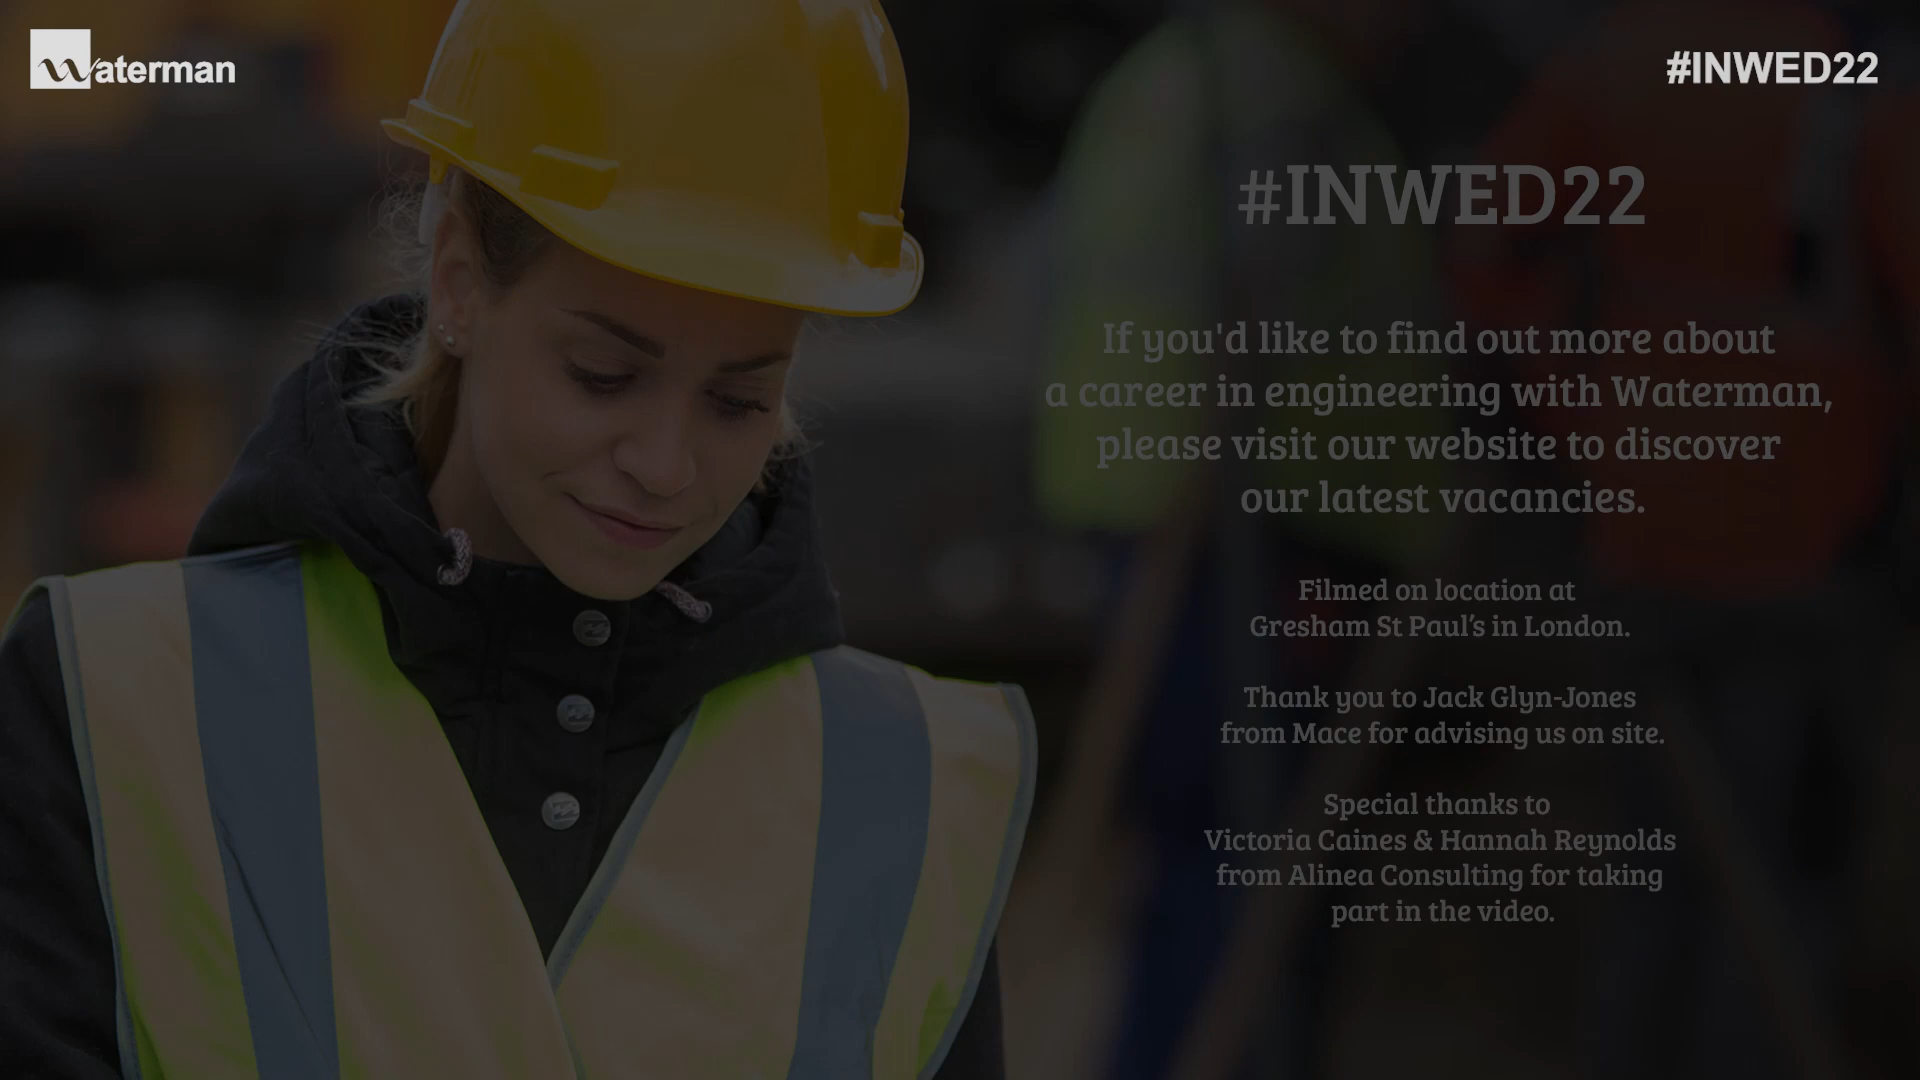 Waterman
#INWED22
#INWED22
If you'd like to find out more about
a career in engineering with Waterman,
please visit our website to discover
our latest vacancies.
Filmed on location at
Gresham St Paul’s in London.
Thank you to Jack Glyn-Jones
from Mace for advising us on site.
Special thanks to
Victoria Caines & Hannah Reynolds
from Alinea Consulting for taking
part in the video.